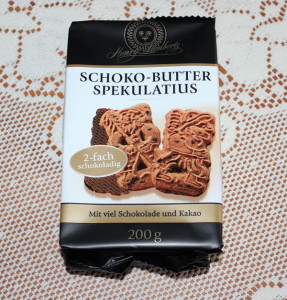 SCHOKO-BUTTER
SPEKULATIUS
2-fach
schokoladig
Mit viel Schokolade und Kakao
200 g